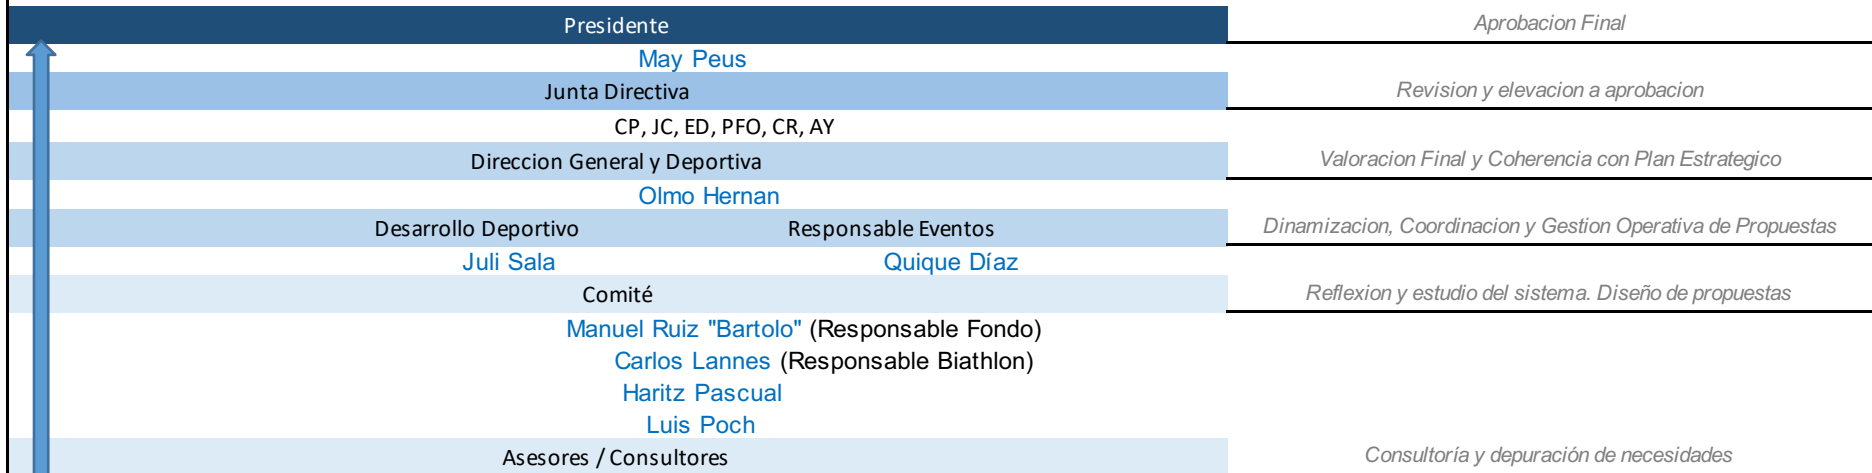 Presidente Aprobacion Final
May Peus
Junta Directiva Revision y elevacion a aprobacion
CP, JC, ED, PFO, CR, AY
Direccion General y Deportiva Valoracion Final y Coherencia con Plan Estrategico
Olmo Hernan
Desarrollo Deportivo Responsable Eventos Dinamizacion, Coordinacion y Gestion Operativa de Propuestas
Juli Sala Quique Díaz
Comité Reflexion y estudio del sistema. Diseño de propuestas
Manuel Ruiz "Bartolo" (Responsable Fondo)
Carlos Lannes (Responsable Biathlon)
Haritz Pascual
Luis Poch
Asesores / Consultores Consultoría y depuración de necesidades